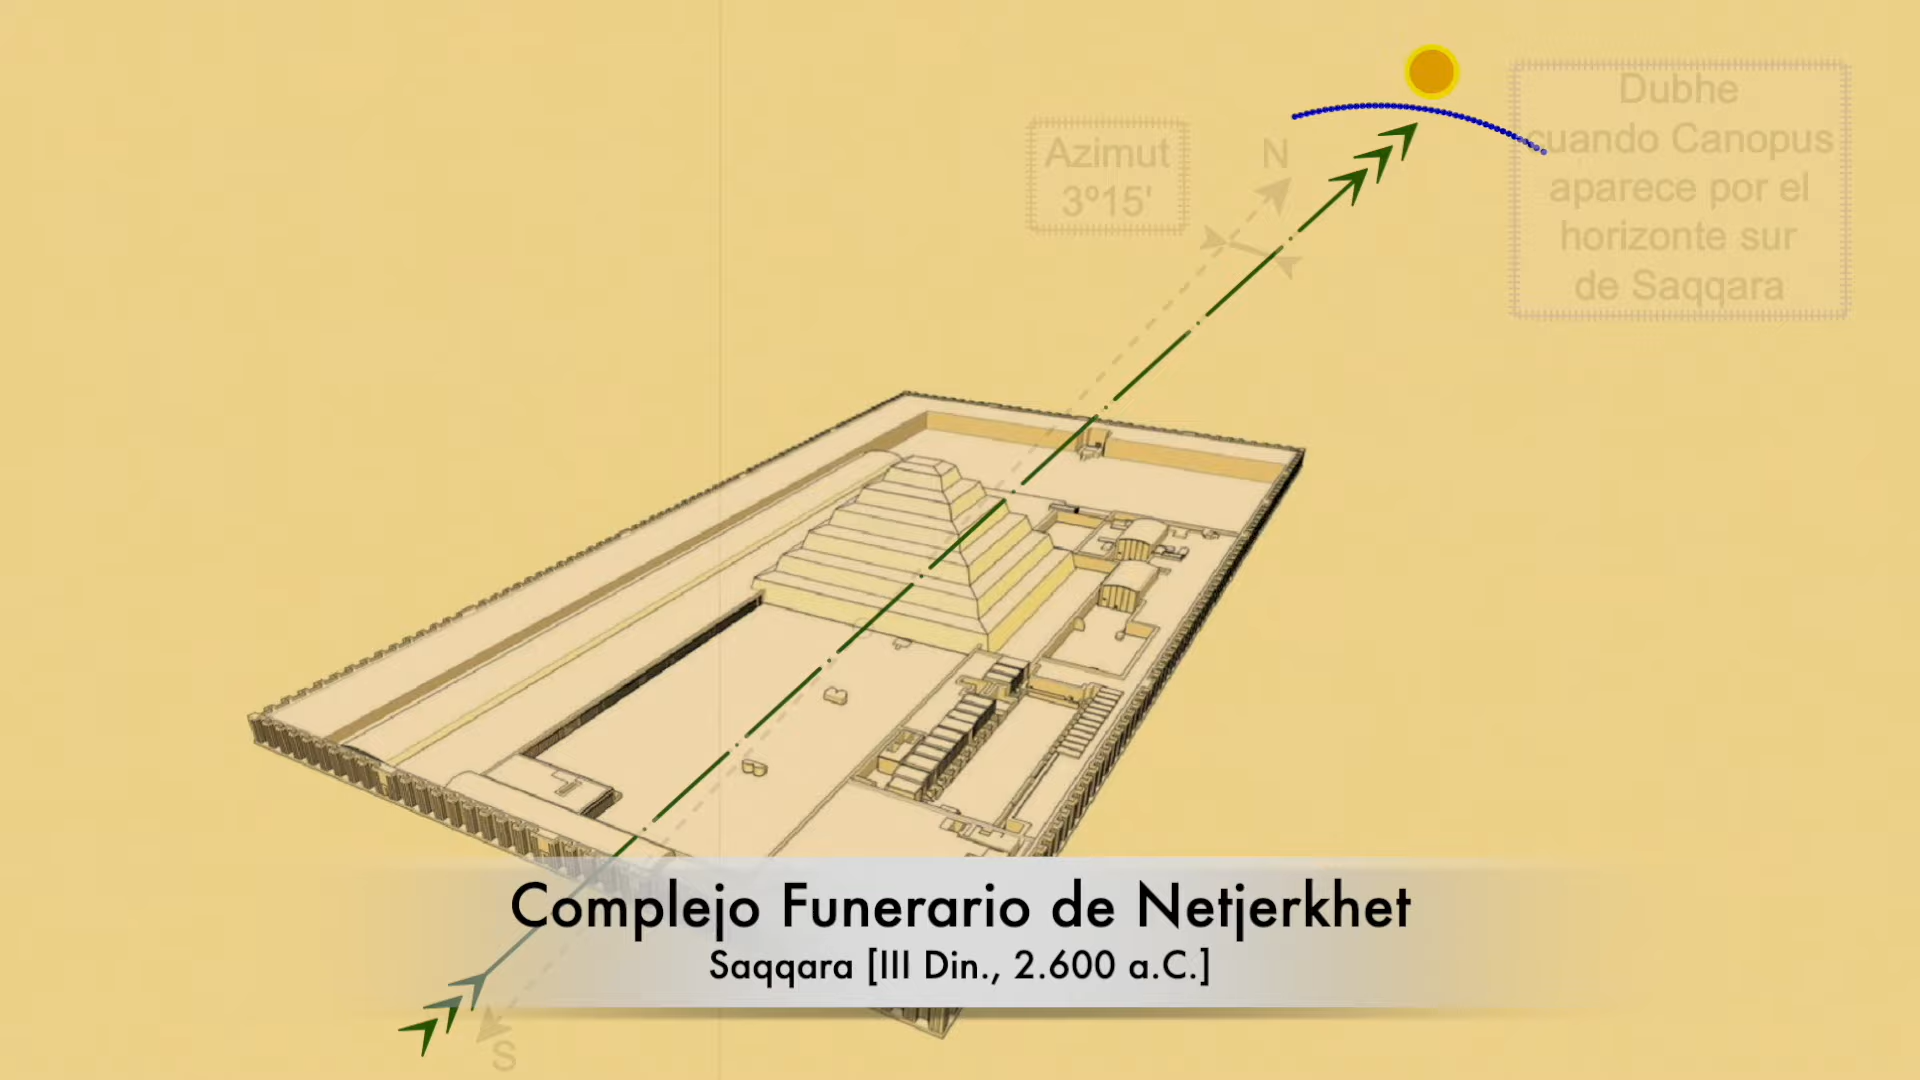 Azimut
3º15'
N
Dubhe
cuando Canopus
aparece por el
horizonte sur
de Saqqara
Complejo Funerario de Netjerkhet
Saqqara [III Din., 2.600 a.C.]
S